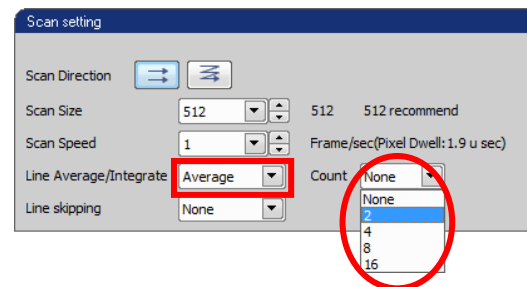 Scan setting
Scan Direction
Scan Size 512 512 512 recommend
Scan Speed 1 Frame/sec(Pixel Dwell:1.9 u sec)
Line Average/Integrate Average Count None
Line skipping None
None
2
4
8
16